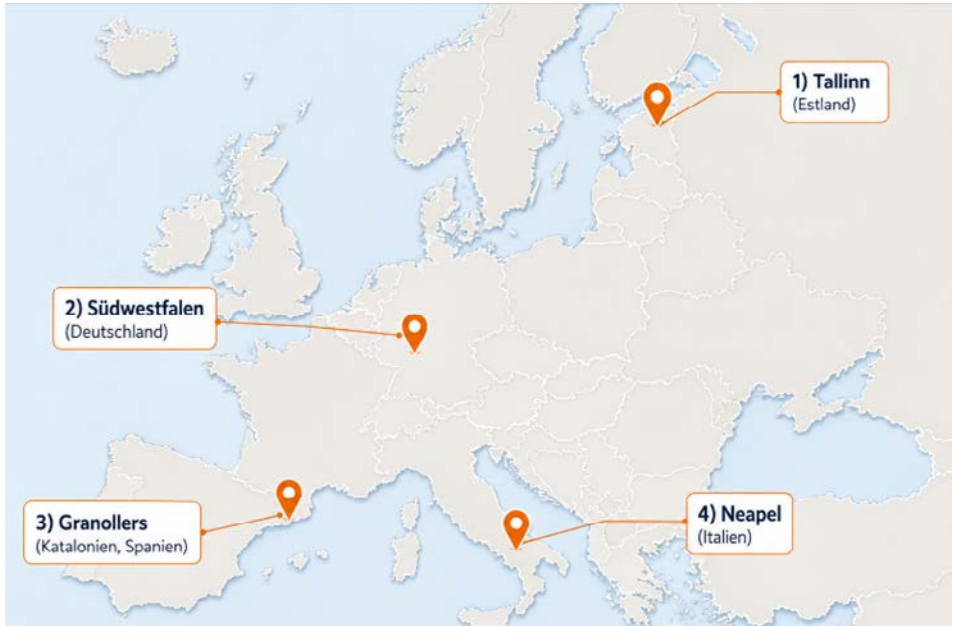 1) Tallinn
(Estland)
2) Südwestfalen
(Deutschland)
3) Granollers
(Katalonien, Spanien)
4) Neapel
(Italien)